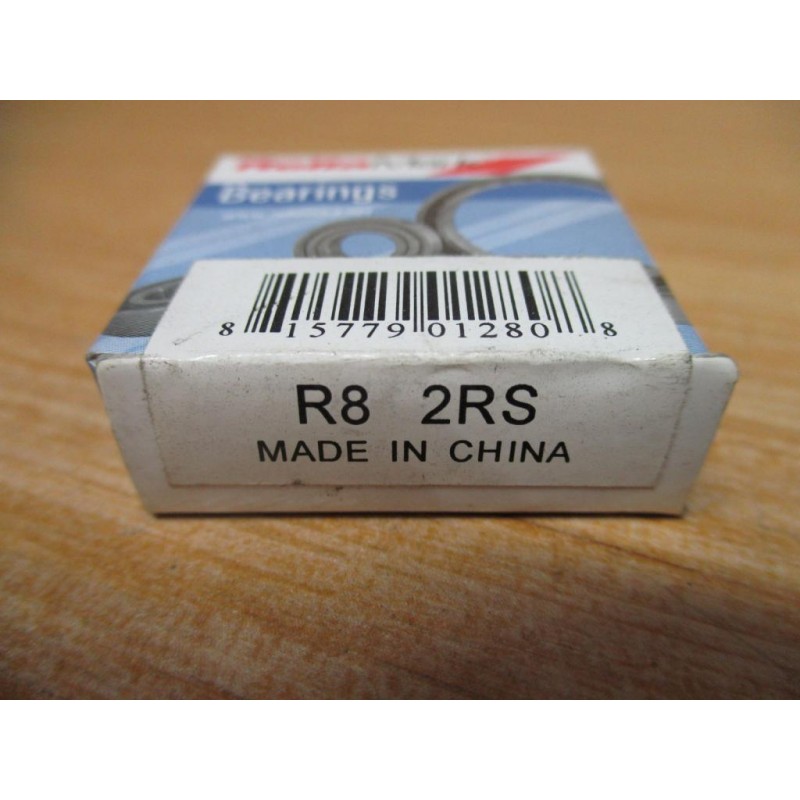 Bearings
8 15779 01280 8
R8 2RS
MADE IN CHINA